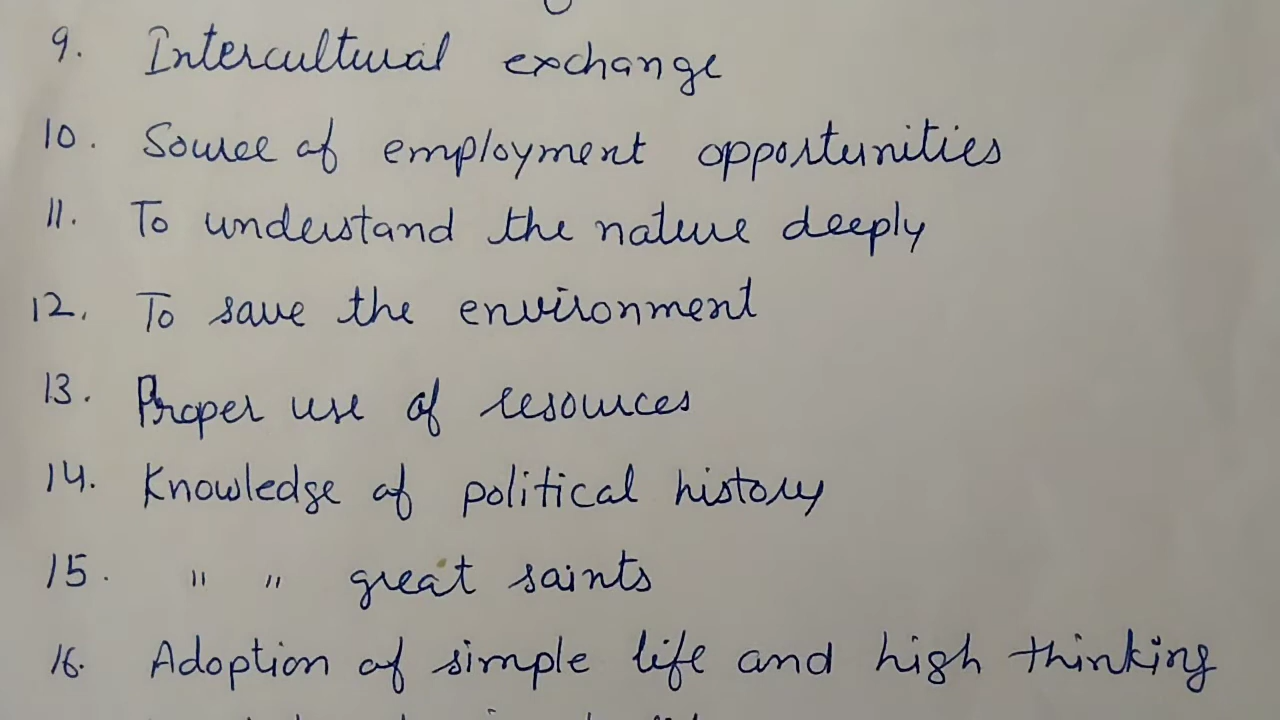 9. Intercultural exchange
10. Source of employment opportunities
11. To understand the nature deeply
12. To save the environment
13. Proper use of resources
14. Knowledge of political history
15. " " great saints
16. Adoption of simple life and high thinking